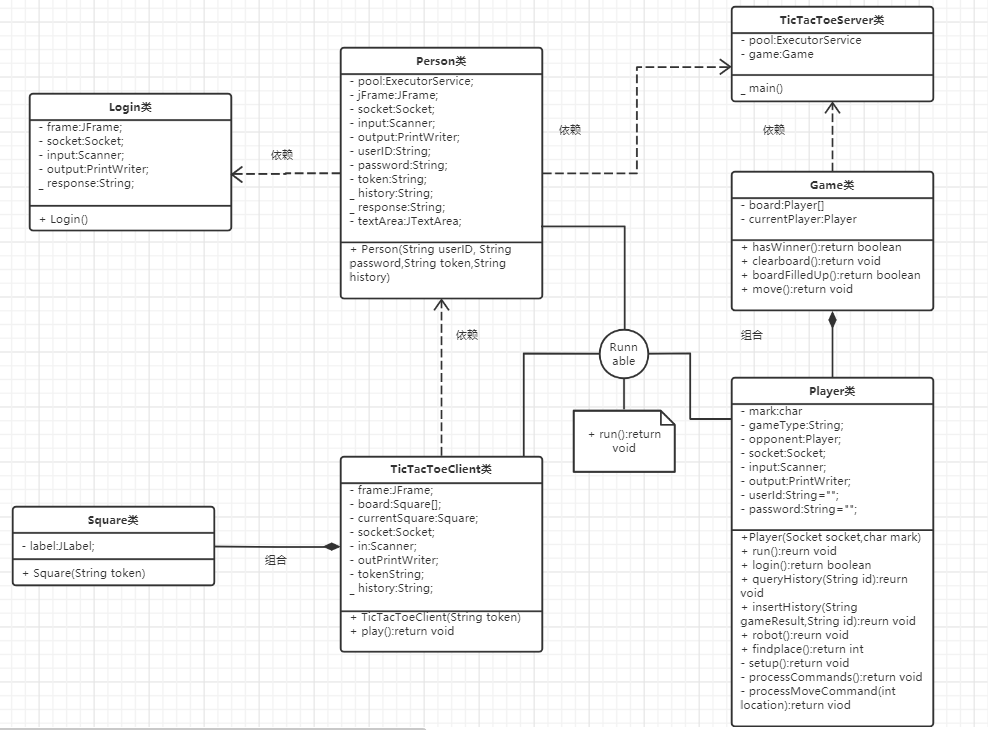 TicTacToeServer类
- pool:ExecutorService
- game:Game
_ main()
Person类
- pool:ExecutorService;
- jFrame:JFrame;
- socket:Socket;
- input:Scanner;
- output:PrintWriter;
- userID:String;
- password:String;
- token:String;
_ history:String;
_ response:String;
- textArea:JTextArea;
+ Person(String userID, String
password,String token,String
history)
Login类
- frame:JFrame;
- socket:Socket;
- input:Scanner;
- output:PrintWriter;
_ response:String;
+ Login()
依赖
依赖
依赖
Game类
- board:Player[]
- currentPlayer:Player
+ hasWinner():return boolean
+ clearboard():return void
+ boardFilledUp():return boolean
+ move():return void
依赖
组合
Runn
able
+ run():return
void
Player类
- mark:char
- gameType:String;
- opponent:Player;
- socket:Socket;
- input:Scanner;
- output:PrintWriter;
- userId:String="";
- password:String="";
+Player(Socket socket,char mark)
+ run():reurn void
+ login():return boolean
+ queryHistory(String id):reurn
void
+ insertHistory(String
gameResult,String id):reurn void
+ robot():reurn void
+ findplace():return int
- setup():return void
- processCommands():return void
- processMoveCommand(int
location):return viod
TicTacToeClient类
- frame:JFrame;
- board:Square[];
- currentSquare:Square;
- socket:Socket;
- in:Scanner;
- outPrintWriter;
- tokenString;
_ history:String;
+ TicTacToeClient(String token)
+ play():return void
Square类
- label:JLabel;
+ Square(String token)
组合